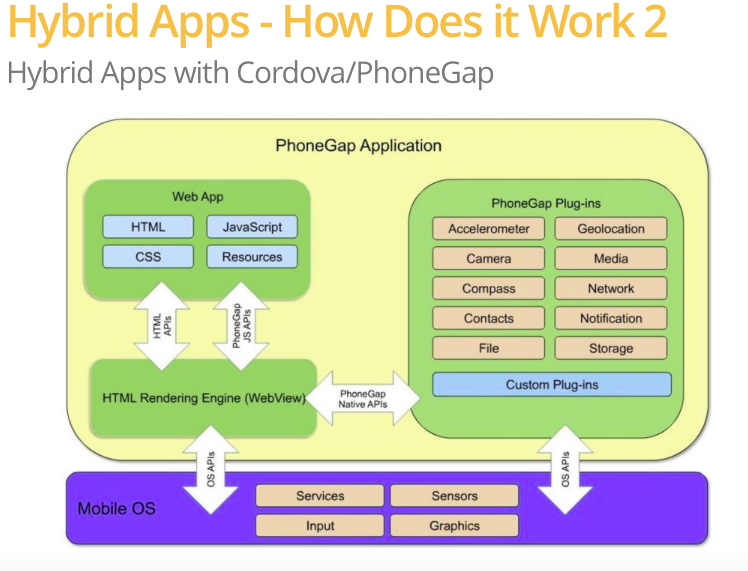 Hybrid Apps - How Does it Work 2
Hybrid Apps with Cordova/PhoneGap
PhoneGap Application
Web App
HTML
JavaScript
CSS
Resources
HTML
APIs
PhoneGap
JS APIs
HTML Rendering Engine (WebView)
PhoneGap
Native APIs
PhoneGap Plug-ins
Accelerometer
Geolocation
Camera
Media
Compass
Network
Contacts
Notification
File
Storage
Custom Plug-ins
OS APIs
OS APIs
Mobile OS
Services
Sensors
Input
Graphics